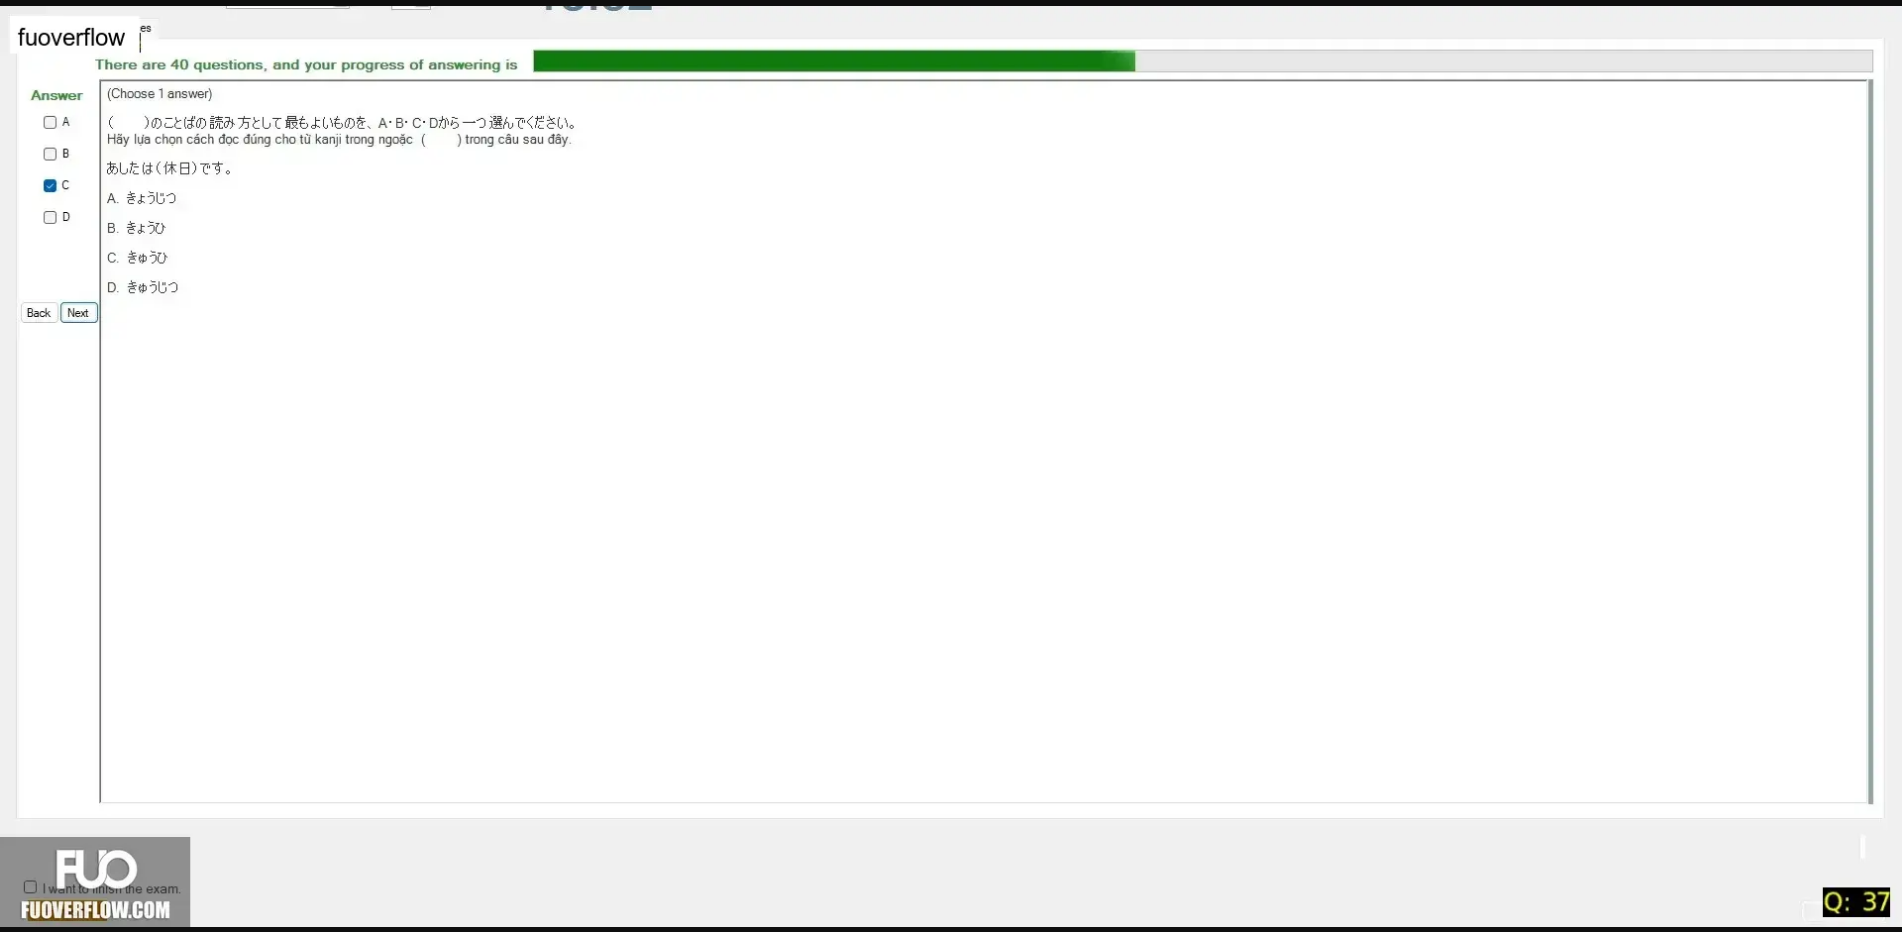 fuoverflow
es
There are 40 questions, and your progress of answering is
Answer
(Choose 1 answer)
A
(　　)のことばの読み方として最もよいものを、A・B・C・Dから一つ選んでください。
Hãy lựa chọn cách đọc đúng cho từ kanji trong ngoặc (　　) trong câu sau đây.
B
あしたは(休日)です。
C
A. きょうじつ
D
B. きょうひ
C. きゅうひ
D. きゅうじつ
Back Next
FUO
I want to finish the exam.
FUOVERFLOW.COM
Q: 37